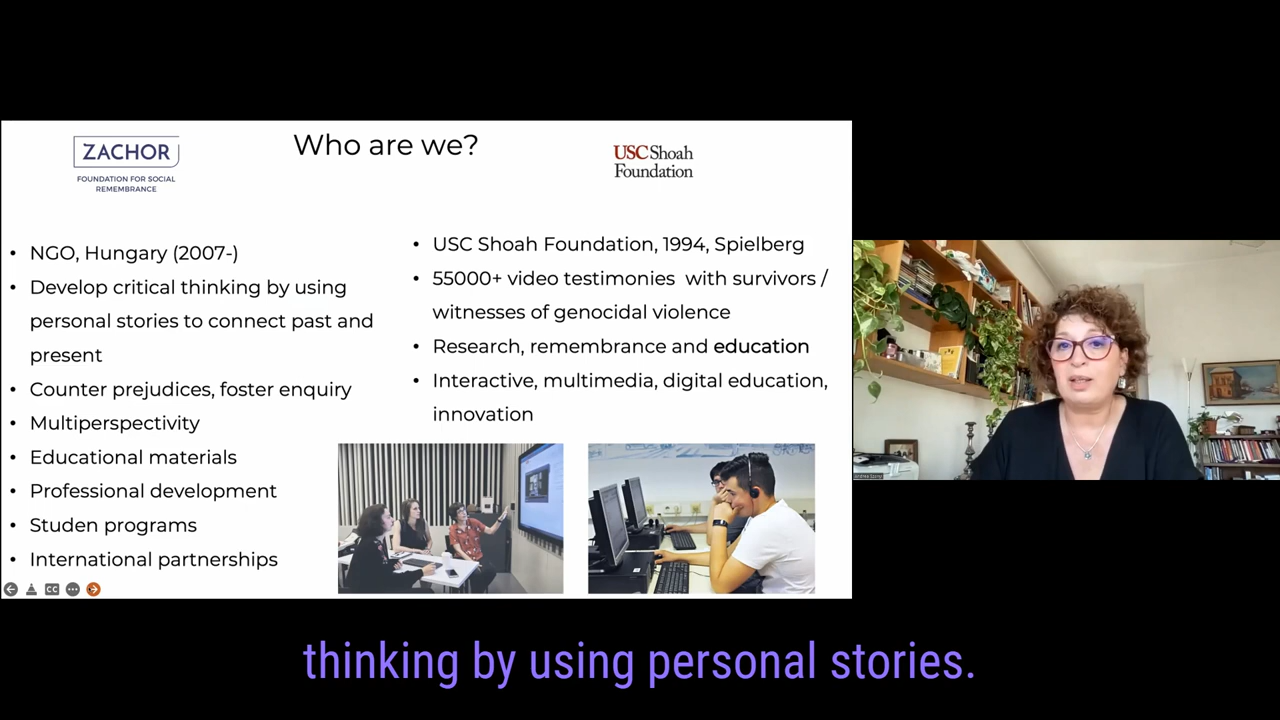 Who are we?
ZACHOR
FOUNDATION FOR SOCIAL
REMEMBRANCE
USC Shoah
Foundation
• NGO, Hungary (2007-)
• Develop critical thinking by using
personal stories to connect past and
present
• Counter prejudices, foster enquiry
• Multiperspectivity
• Educational materials
• Professional development
• Studen programs
• International partnerships
• USC Shoah Foundation, 1994, Spielberg
• 55000+ video testimonies with survivors /
witnesses of genocidal violence
• Research, remembrance and education
• Interactive, multimedia, digital education,
innovation
CC
thinking by using personal stories.